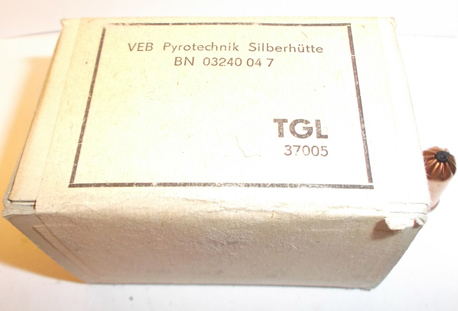 VEB Pyrotechnik Silberhütte
BN 03240 04 7
TGL
37005